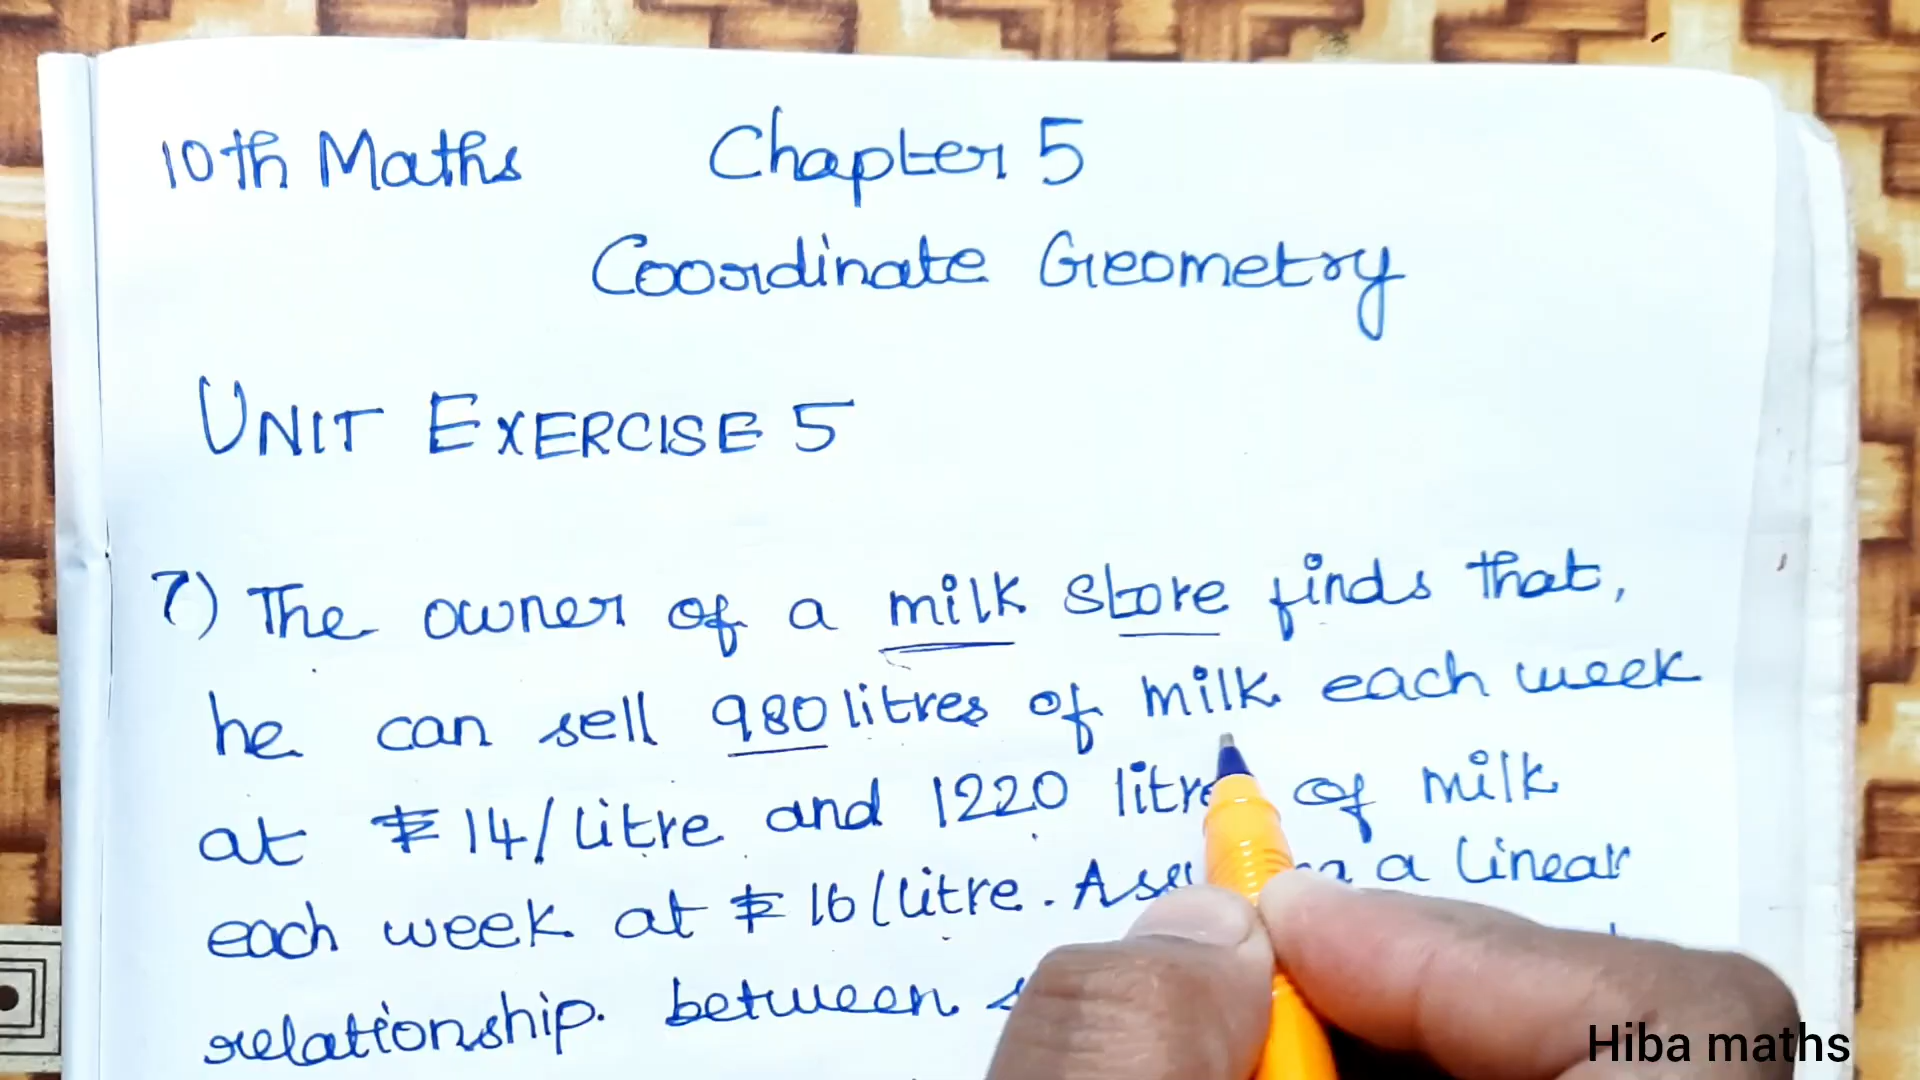 10th Maths Chapter 5
Coordinate Geometry
UNIT EXERCISE 5
7) The owner of a milk store finds that,
he can sell 980 litres of milk each week
at ₹ 14/litre and 1220 of milk
each week at ₹ 16/litre. a linear
relationship. between
Hiba maths